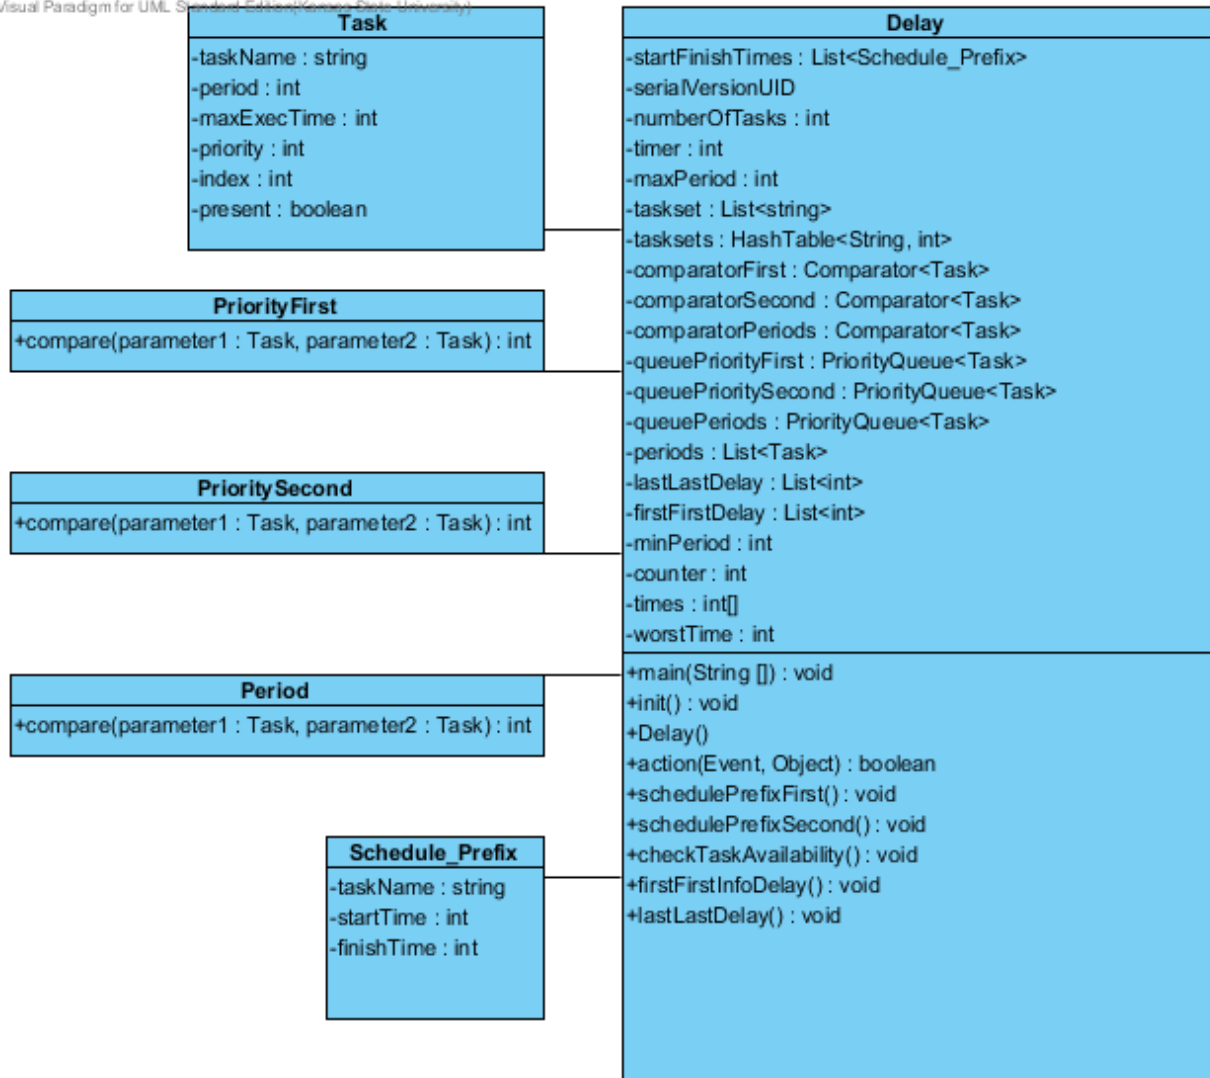 Visual Paradigm for UML Standard Edition(Kansas State University)
Task
-taskName : string
-period : int
-maxExecTime : int
-priority : int
-index : int
-present : boolean
PriorityFirst
+compare(parameter1 : Task, parameter2 : Task) : int
PrioritySecond
+compare(parameter1 : Task, parameter2 : Task) : int
Period
+compare(parameter1 : Task, parameter2 : Task) : int
Schedule_Prefix
-taskName : string
-startTime : int
-finishTime : int
Delay
-startFinishTimes : List<Schedule_Prefix>
-serialVersionUID
-numberOfTasks : int
-timer : int
-maxPeriod : int
-taskset : List<string>
-tasksets : HashTable<String, int>
-comparatorFirst : Comparator<Task>
-comparatorSecond : Comparator<Task>
-comparatorPeriods : Comparator<Task>
-queuePriorityFirst : PriorityQueue<Task>
-queuePrioritySecond : PriorityQueue<Task>
-queuePeriods : PriorityQueue<Task>
-periods : List<Task>
-lastLastDelay : List<int>
-firstFirstDelay : List<int>
-minPeriod : int
-counter : int
-times : int[]
-worstTime : int
+main(String []) : void
+init() : void
+Delay()
+action(Event, Object) : boolean
+schedulePrefixFirst() : void
+schedulePrefixSecond() : void
+checkTaskAvailability() : void
+firstFirstInfoDelay() : void
+lastLastDelay() : void